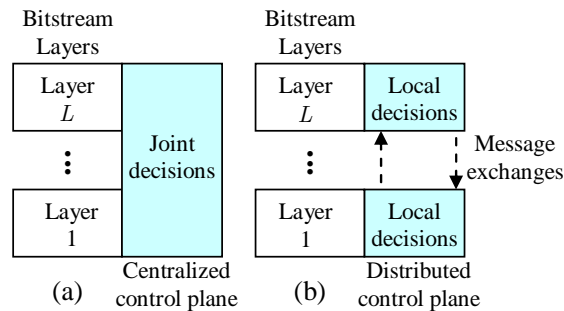 Bitstream
Layers
Layer
L
Joint
decisions
Layer
1
Centralized
control plane
(a)
Bitstream
Layers
Layer
L
Local
decisions
Message
exchanges
Layer
1
Local
decisions
Distributed
control plane
(b)